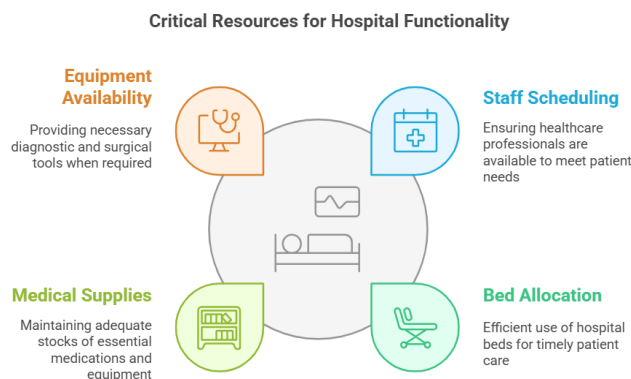 Critical Resources for Hospital Functionality
Equipment
Availability
Providing necessary
diagnostic and surgical
tools when required
Staff Scheduling
Ensuring healthcare
professionals are
available to meet patient
needs
Medical Supplies
Maintaining adequate
stocks of essential
medications and
equipment
Bed Allocation
Efficient use of hospital
beds for timely patient
care